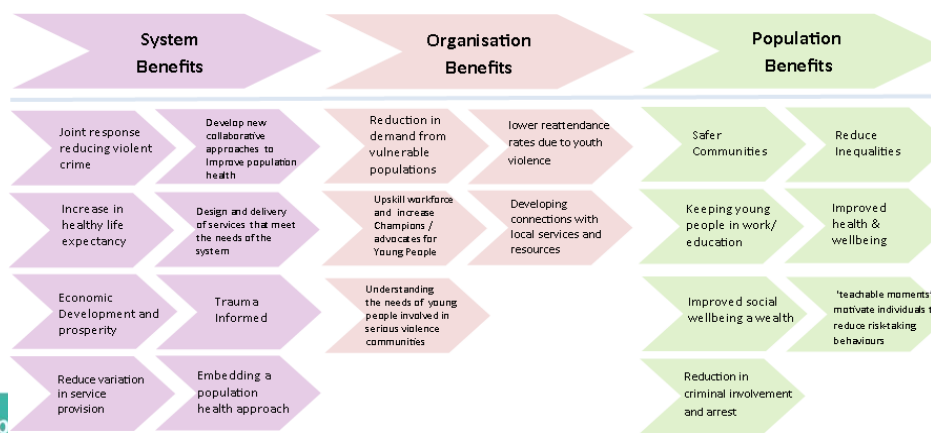 System
Benefits
Organisation
Benefits
Population
Benefits
Joint response
reducing violent
crime
Develop new
collaborative
approaches to
Improve population
health
Increase in
healthy life
expectancy
Design and delivery
of services that meet
the needs of the
system
Economic
Development and
prosperity
Trauma
Informed
Reduce variation
in service
provision
Embedding a
population
health approach
Reduction in
demand from
vulnerable
populations
lower reattendance
rates due to youth
violence
Upskill workforce
and increase
Champions /
advocates for
Young People
Developing
connections with
local services and
resources
Understanding
the needs of young
people involved in
serious violence
communities
Safer
Communities
Reduce
Inequalities
Keeping young
people in work/
education
Improved
health &
wellbeing
Improved social
wellbeing a wealth
'teachable moments'
motivate individuals t
reduce risk-taking
behaviours
Reduction in
criminal involvement
and arrest